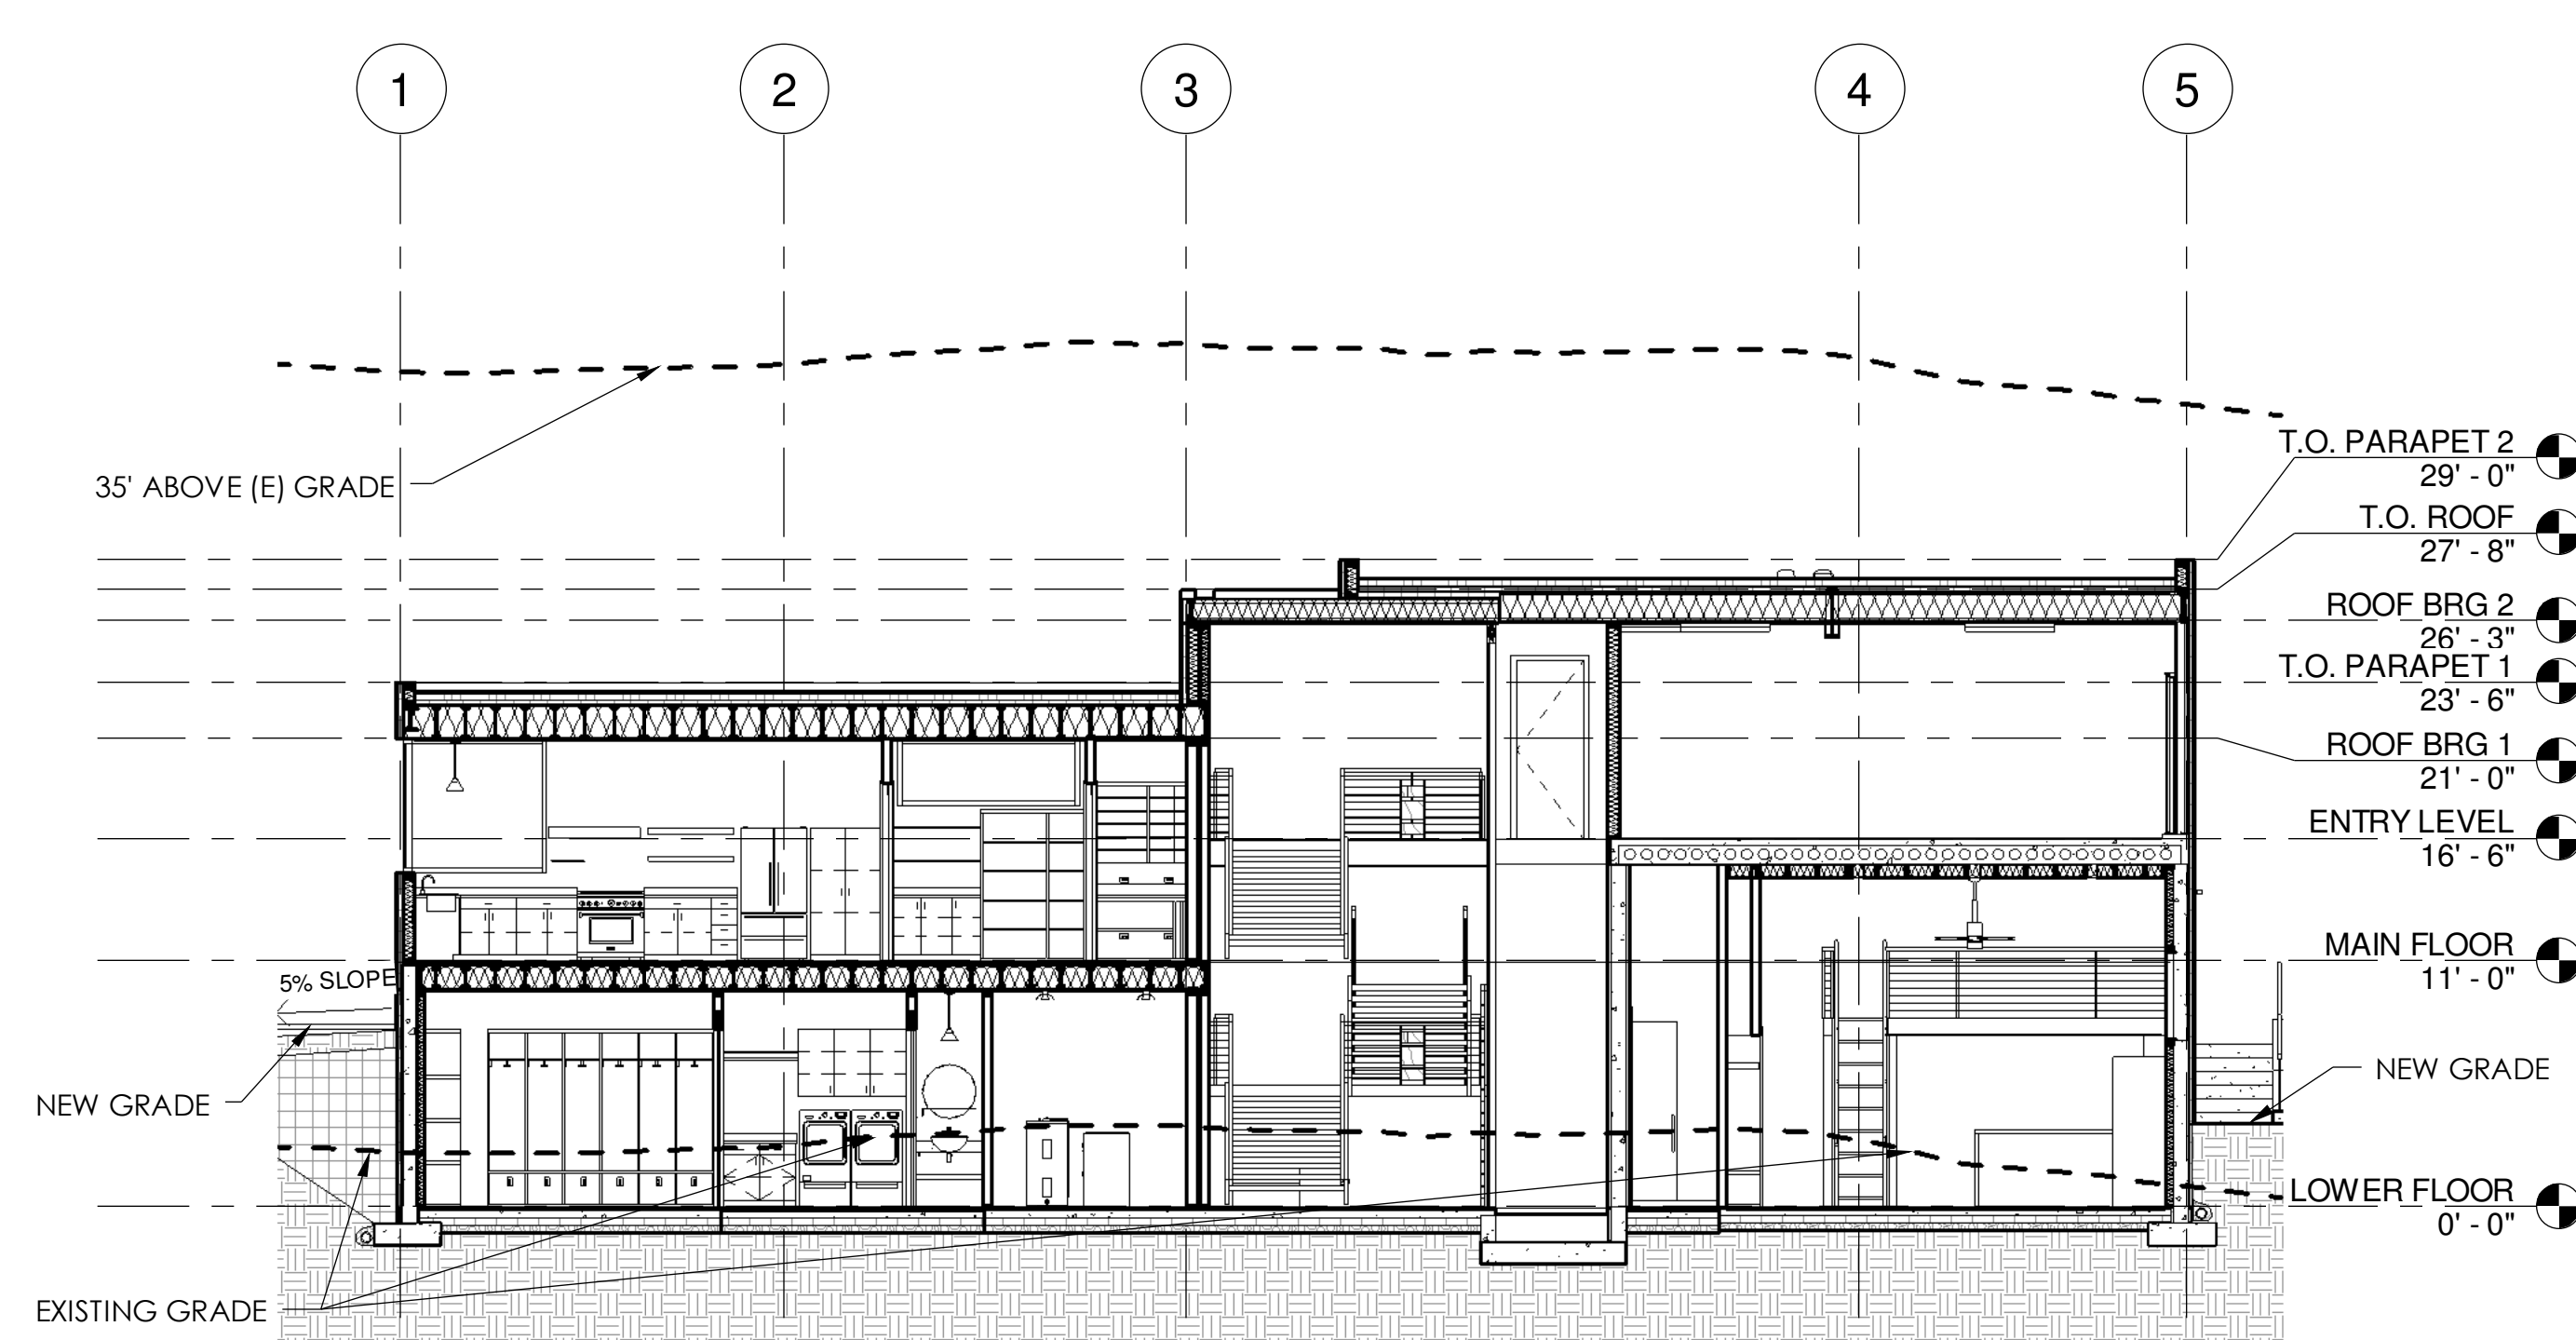 1
2
3
4
5
35' ABOVE (E) GRADE
T.O. PARAPET 2
29' - 0"
T.O. ROOF
27' - 8"
ROOF BRG 2
26' - 3"
T.O. PARAPET 1
23' - 6"
ROOF BRG 1
21' - 0"
ENTRY LEVEL
16' - 6"
MAIN FLOOR
11' - 0"
5% SLOPE
NEW GRADE
NEW GRADE
LOWER FLOOR
0' - 0"
EXISTING GRADE